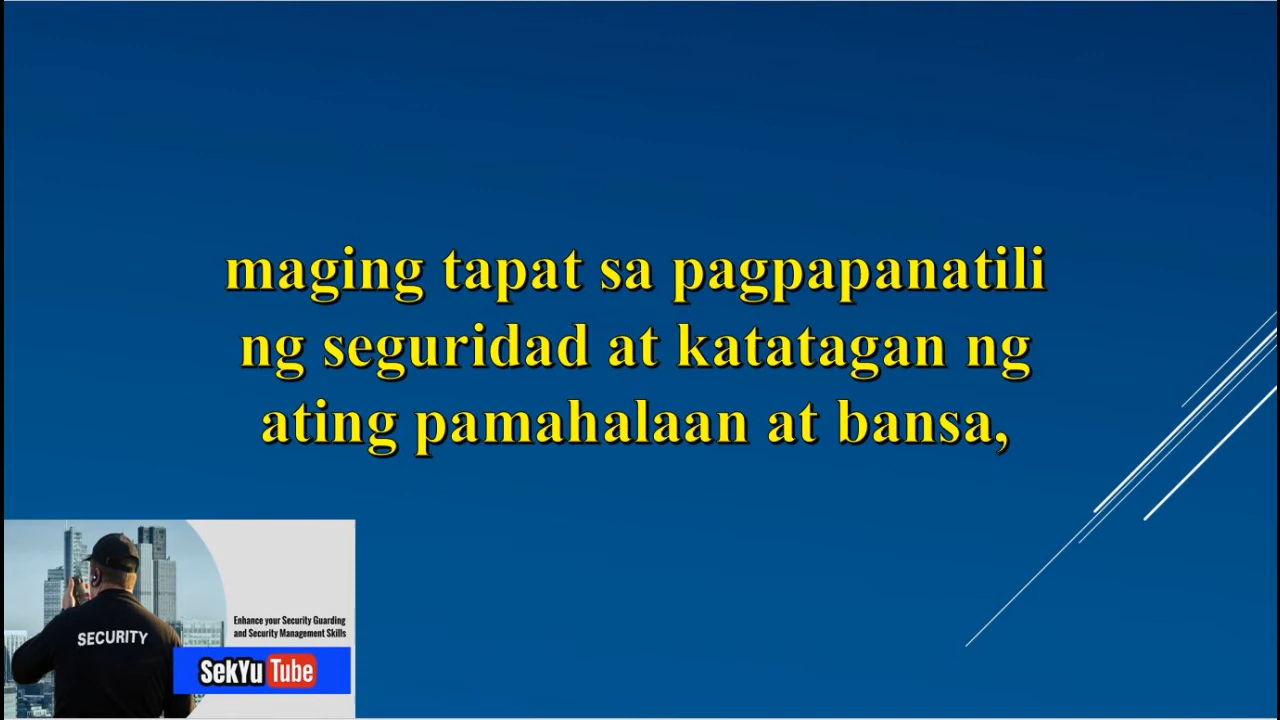 maging tapat sa pagpapanatili
ng seguridad at katatagan ng
ating pamahalaan at bansa,
SECURITY
Enhance your Security Guarding
and Security Management Skills
SekYu Tube